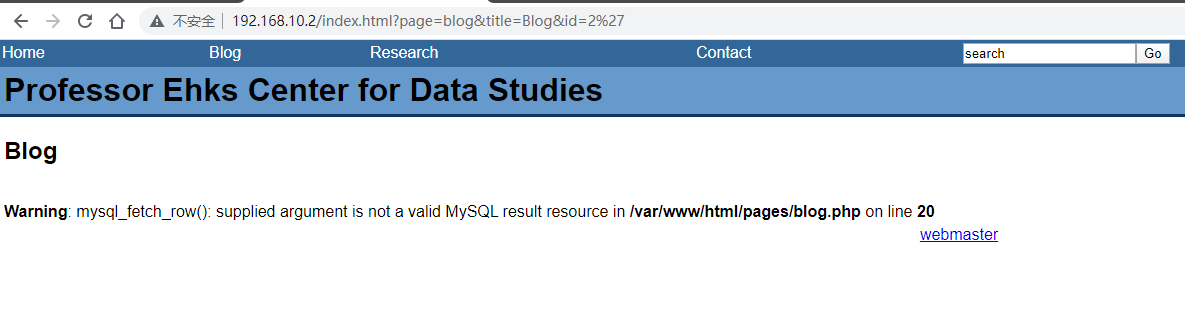 不安全 192.168.10.2/index.html?page=blog&title=Blog&id=2%27
Home Blog Research Contact search Go
Professor Ehks Center for Data Studies
Blog
Warning: mysql_fetch_row(): supplied argument is not a valid MySQL result resource in /var/www/html/pages/blog.php on line 20
webmaster